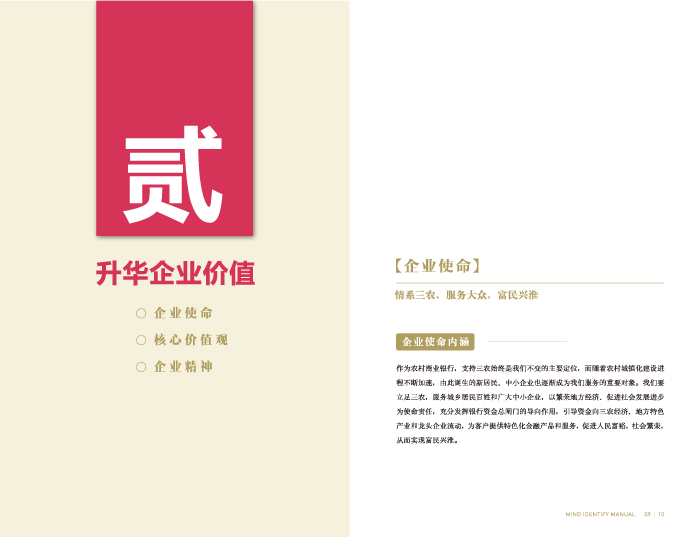 贰
升华企业价值
○ 企业使命
○ 核心价值观
○ 企业精神
【企业使命】
情系三农，服务大众，富民兴淮
企业使命内涵
作为农村商业银行，支持三农始终是我们不变的主要定位，而随着农村城镇化建设进
程不断加速，由此诞生的新居民、中小企业也逐渐成为我们服务的重要对象。我们要
立足三农，服务城乡居民百姓和广大中小企业，以繁荣地方经济、促进社会发展进步
为使命责任，充分发挥银行资金总闸门的导向作用，引导资金向三农经济、地方特色
产业和龙头企业流动，为客户提供特色化金融产品和服务，促进人民富裕，社会繁荣，
从而实现富民兴淮。
MIND IDENTIFY MANUAL 09 / 10